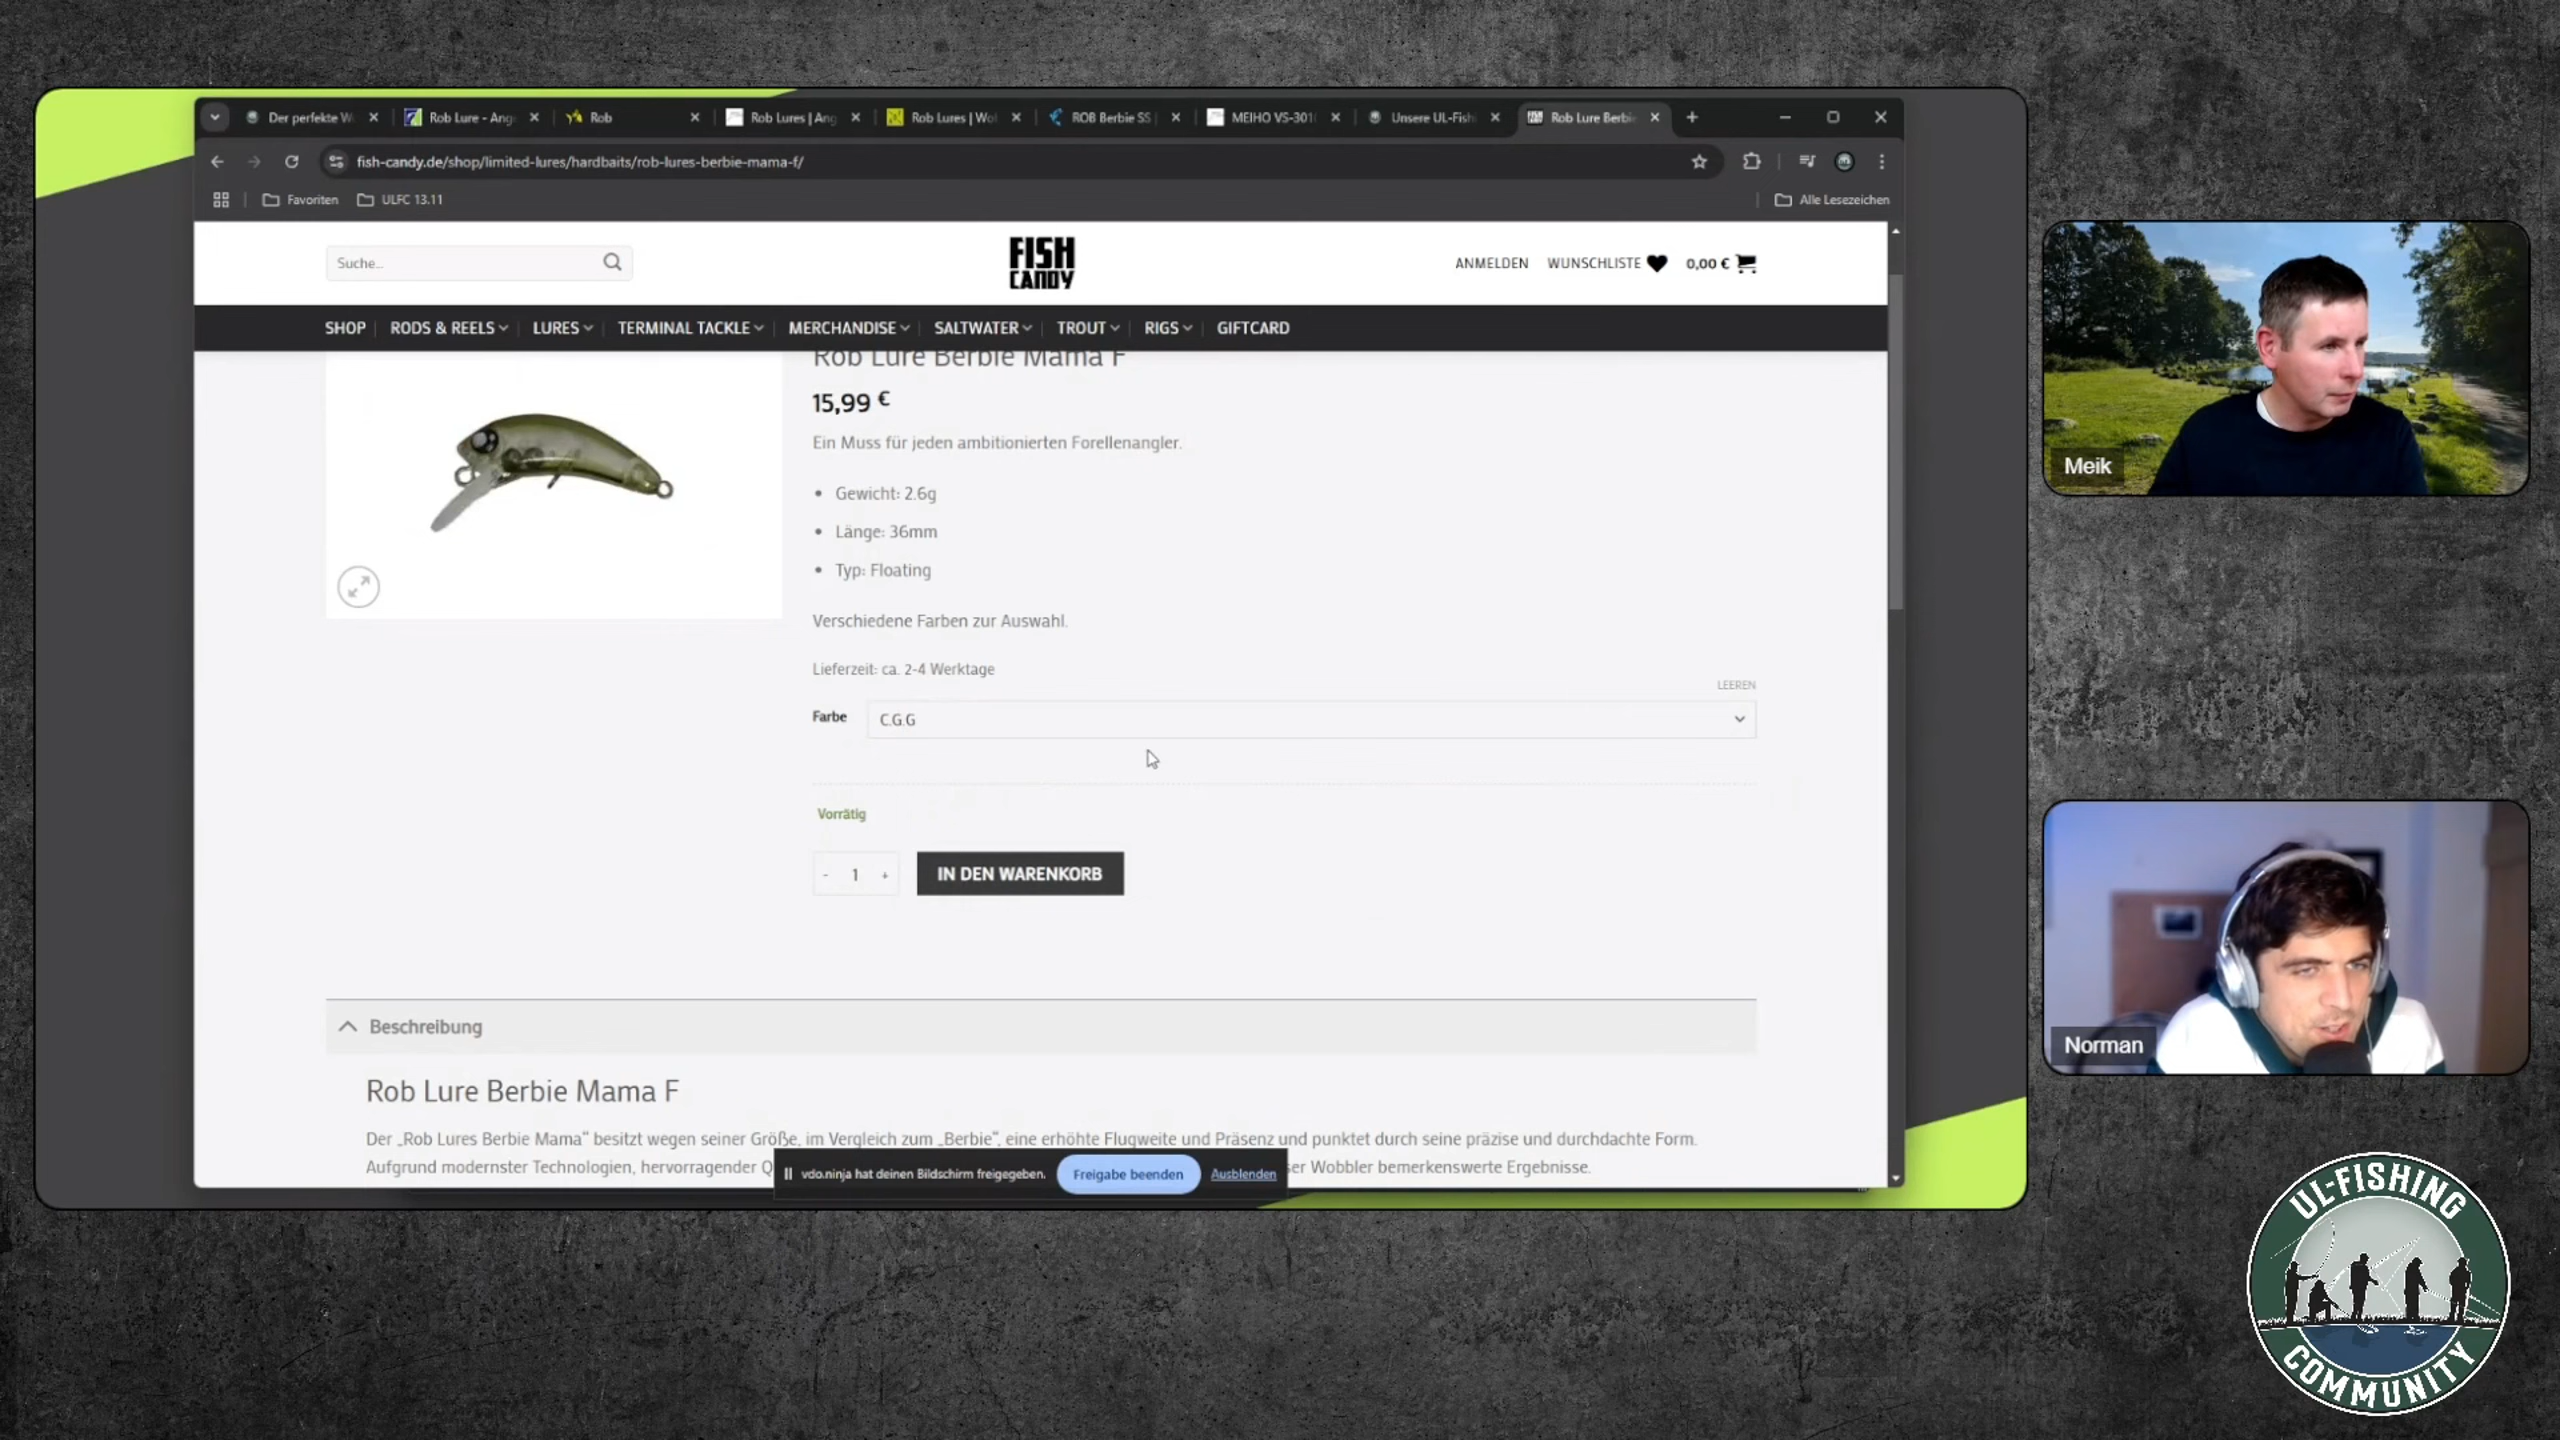 Der perfekte W
Rob Lure - Ang
Rob
Rob Lures | Ang
Rob Lures | Wo
ROB Berbie SS |
MEIHO VS-301
Unsere UL-Fish
Rob Lure Berbie
fish-candy.de/shop/limited-lures/hardbaits/rob-lures-berbie-mama-f/
Favoriten
ULFC 13.11
Alle Lesezeichen
Suche...
FISH
CANDY
ANMELDEN
WUNSCHLISTE
0,00 €
SHOP
RODS & REELS
LURES
TERMINAL TACKLE
MERCHANDISE
SALTWATER
TROUT
RIGS
GIFTCARD
Rob Lure Berbie Mama F
15,99 €
Ein Muss für jeden ambitionierten Forellenangler.
• Gewicht: 2.6g
• Länge: 36mm
• Typ: Floating
Verschiedene Farben zur Auswahl.
Lieferzeit: ca. 2-4 Werktage
LEEREN
Farbe
C.G.G
Vorrätig
- 1 +
IN DEN WARENKORB
Beschreibung
Rob Lure Berbie Mama F
Der „Rob Lures Berbie Mama“ besitzt wegen seiner Größe, im Vergleich zum „Berbie“, eine erhöhte Flugweite und Präsenz und punktet durch seine präzise und durchdachte Form.
Aufgrund modernster Technologien, hervorragender Q
ser Wobbler bemerkenswerte Ergebnisse.
vdo.ninja hat deinen Bildschirm freigegeben.
Freigabe beenden
Ausblenden
Meik
Norman
UL-FISHING
COMMUNITY